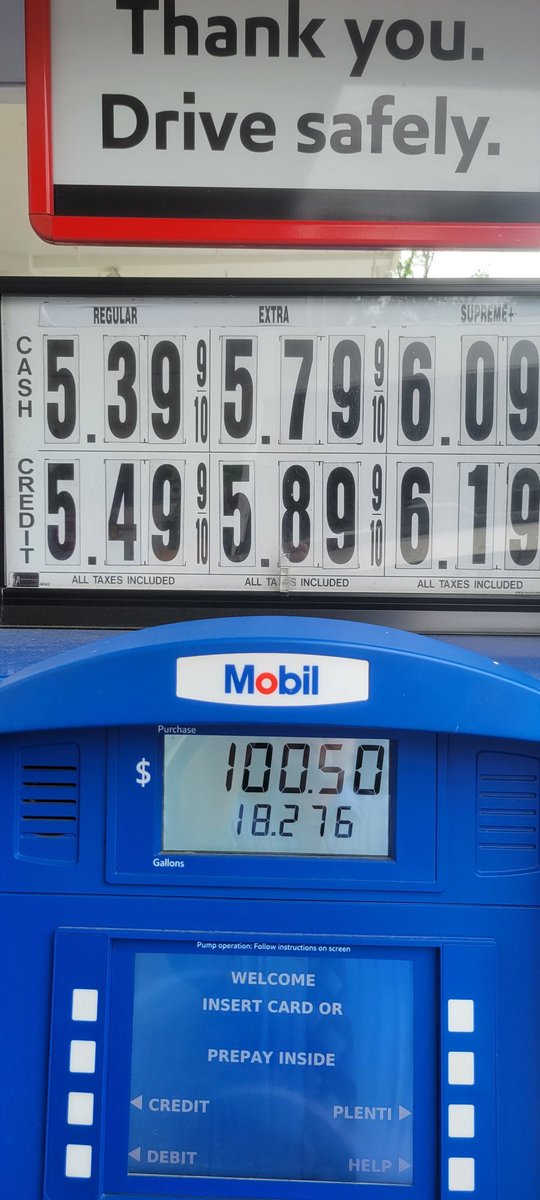 Thank you.
Drive safely.
REGULAR EXTRA SUPREME+
CASH 5.39 9/10 5.79 9/10 6.09
CREDIT 5.49 9/10 5.89 9/10 6.19
ALL TAXES INCLUDED ALL TAXES INCLUDED ALL TAXES INCLUDED
Mobil
Purchase
$ 100.50
18.276
Gallons
Pump operation: Follow instructions on screen
WELCOME
INSERT CARD OR
PREPAY INSIDE
CREDIT PLENTI
DEBIT HELP